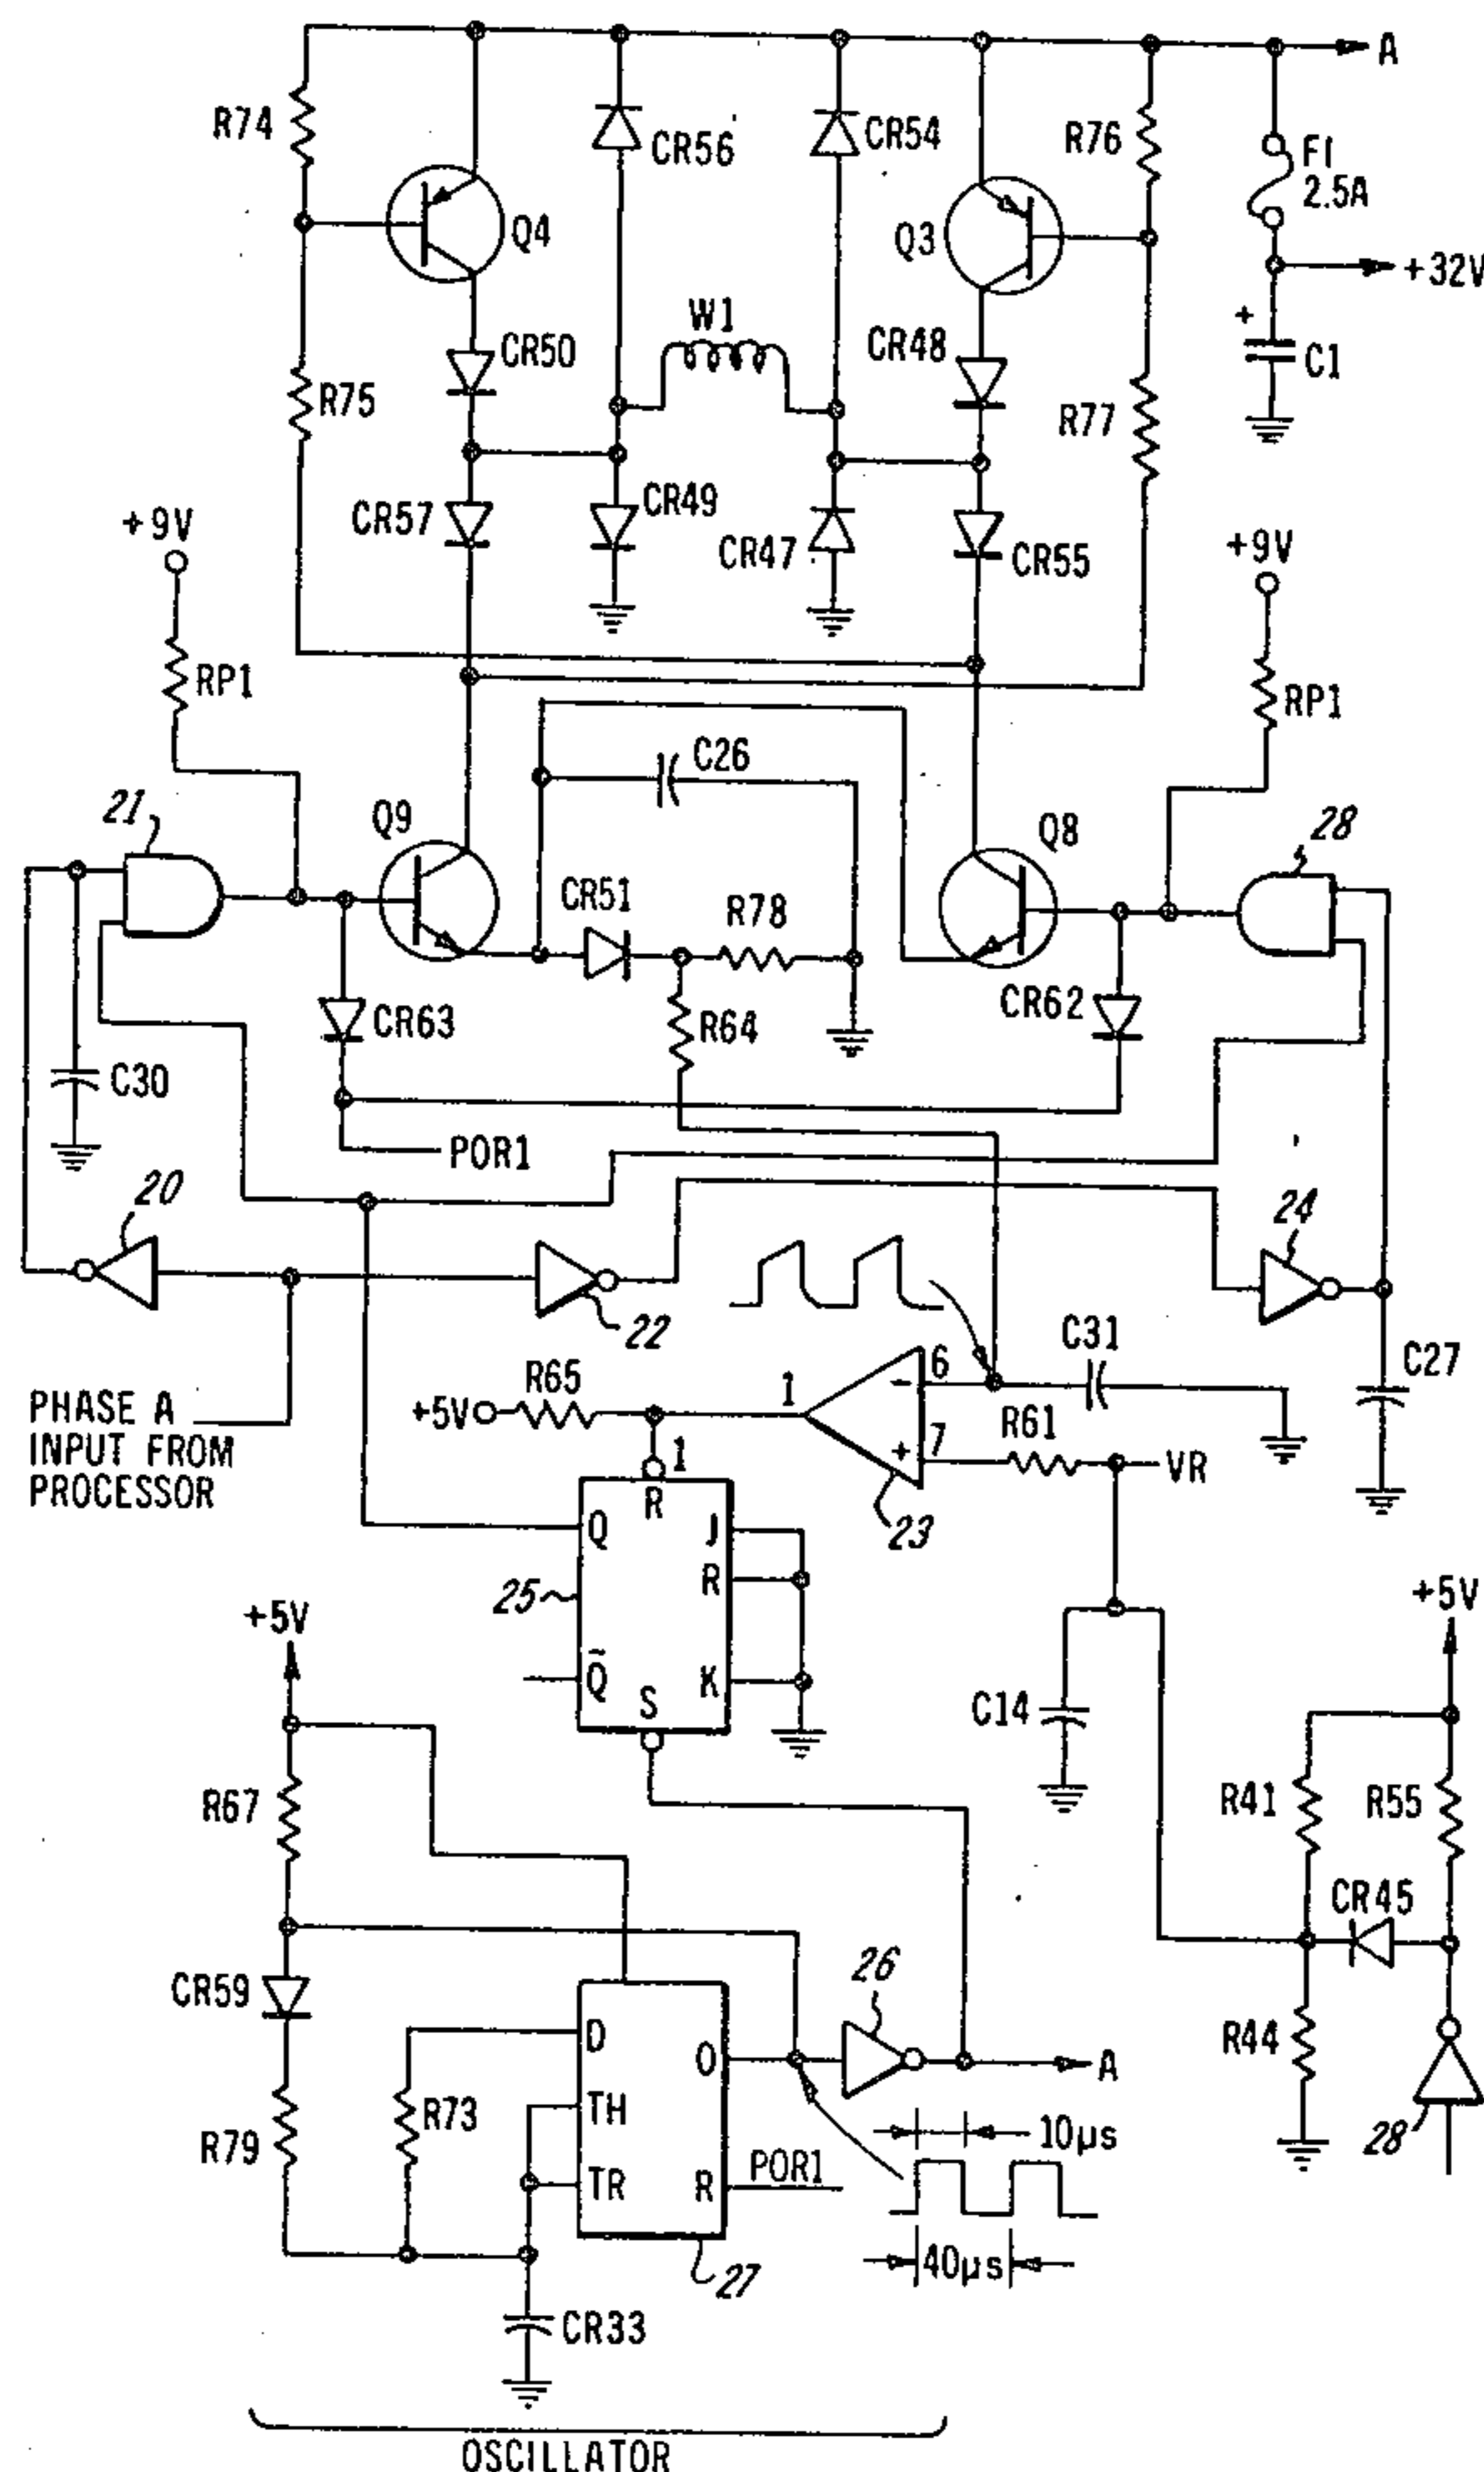 A
R74
CR56
CR54
R76
F1
2.5A
Q4
Q3
+32V
W1
+
C1
CR50
CR48
R75
R77
CR57
CR49
CR47
CR55
+9V
+9V
RP1
RP1
C26
21
Q9
Q8
28
CR51
R78
CR63
R64
CR62
C30
POR1
20
24
22
C31
C27
R65
1
6
-
+5V
R61
+
7
VR
PHASE A
INPUT FROM
PROCESSOR
1
R
23
Q
J
R
25
+5V
+5V
Q̄
K
S
C14
R67
R41
R55
CR45
CR59
26
D
O
A
R44
R73
TH
10µs
R79
28
TR
R
POR1
27
40µs
CR33
OSCILLATOR